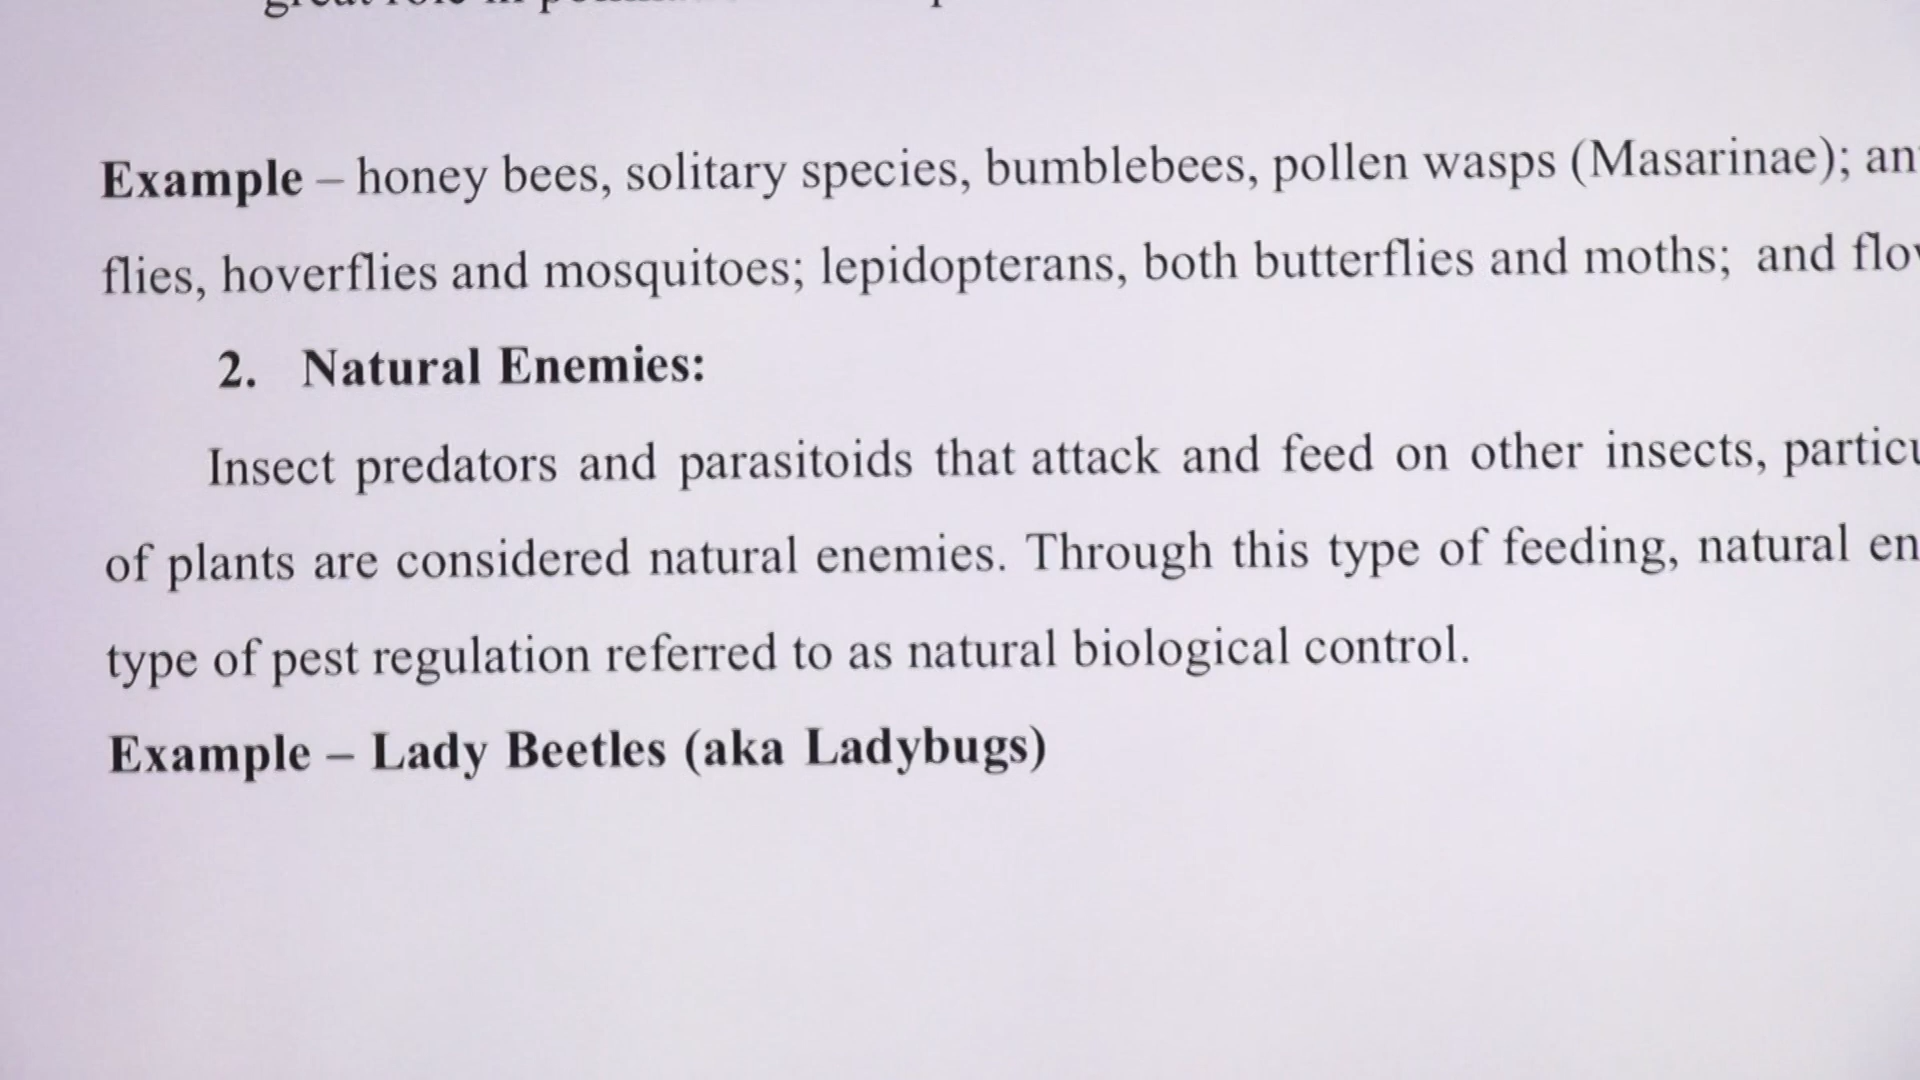 great role in
Example – honey bees, solitary species, bumblebees, pollen wasps (Masarinae);
flies, hoverflies and mosquitoes; lepidopterans, both butterflies and moths; and
2. Natural Enemies:
Insect predators and parasitoids that attack and feed on other insects,
of plants are considered natural enemies. Through this type of feeding, natural
type of pest regulation referred to as natural biological control.
Example – Lady Beetles (aka Ladybugs)